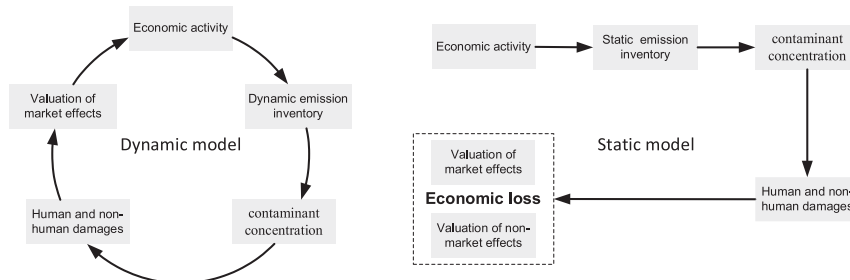 Economic activity
Dynamic emission
inventory
contaminant
concentration
Human and non-
human damages
Valuation of
market effects
Dynamic model
Economic activity
Static emission
inventory
contaminant
concentration
Human and non-
human damages
Valuation of
market effects
Economic loss
Valuation of non-
market effects
Static model